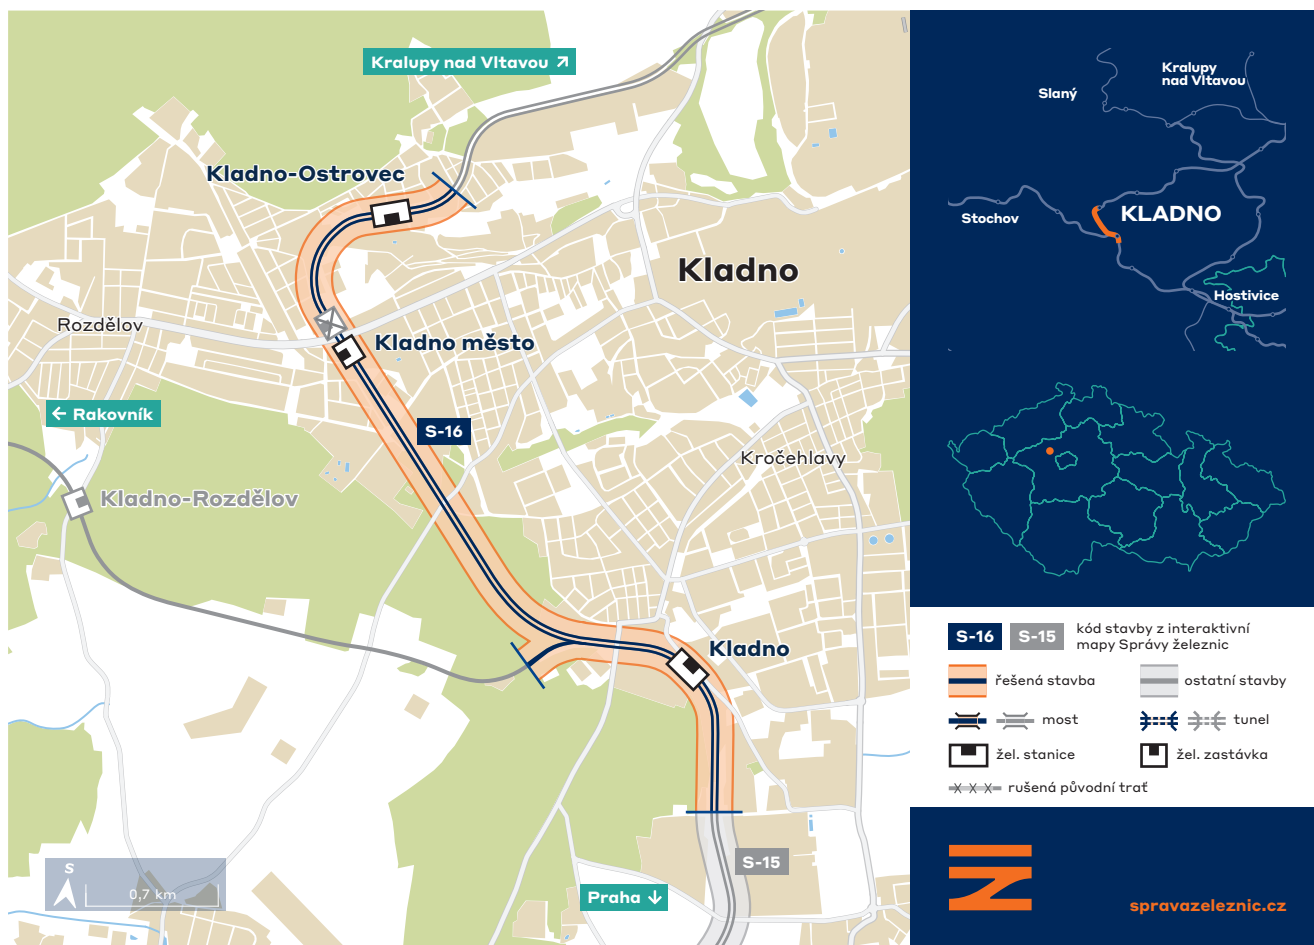 Kralupy nad Vltavou ↗
Kladno-Ostrovec
Kladno
Rozdělov
Kladno město
← Rakovník
S-16
Kročehlavy
Kladno-Rozdělov
Kladno
S-15
Praha ↓
S
0,7 km
Kralupy
nad Vltavou
Slaný
Stochov
KLADNO
Hostivice
S-16
S-15
kód stavby z interaktivní
mapy Správy železnic
řešená stavba
ostatní stavby
most
tunel
žel. stanice
žel. zastávka
rušená původní trať
spravazeleznic.cz